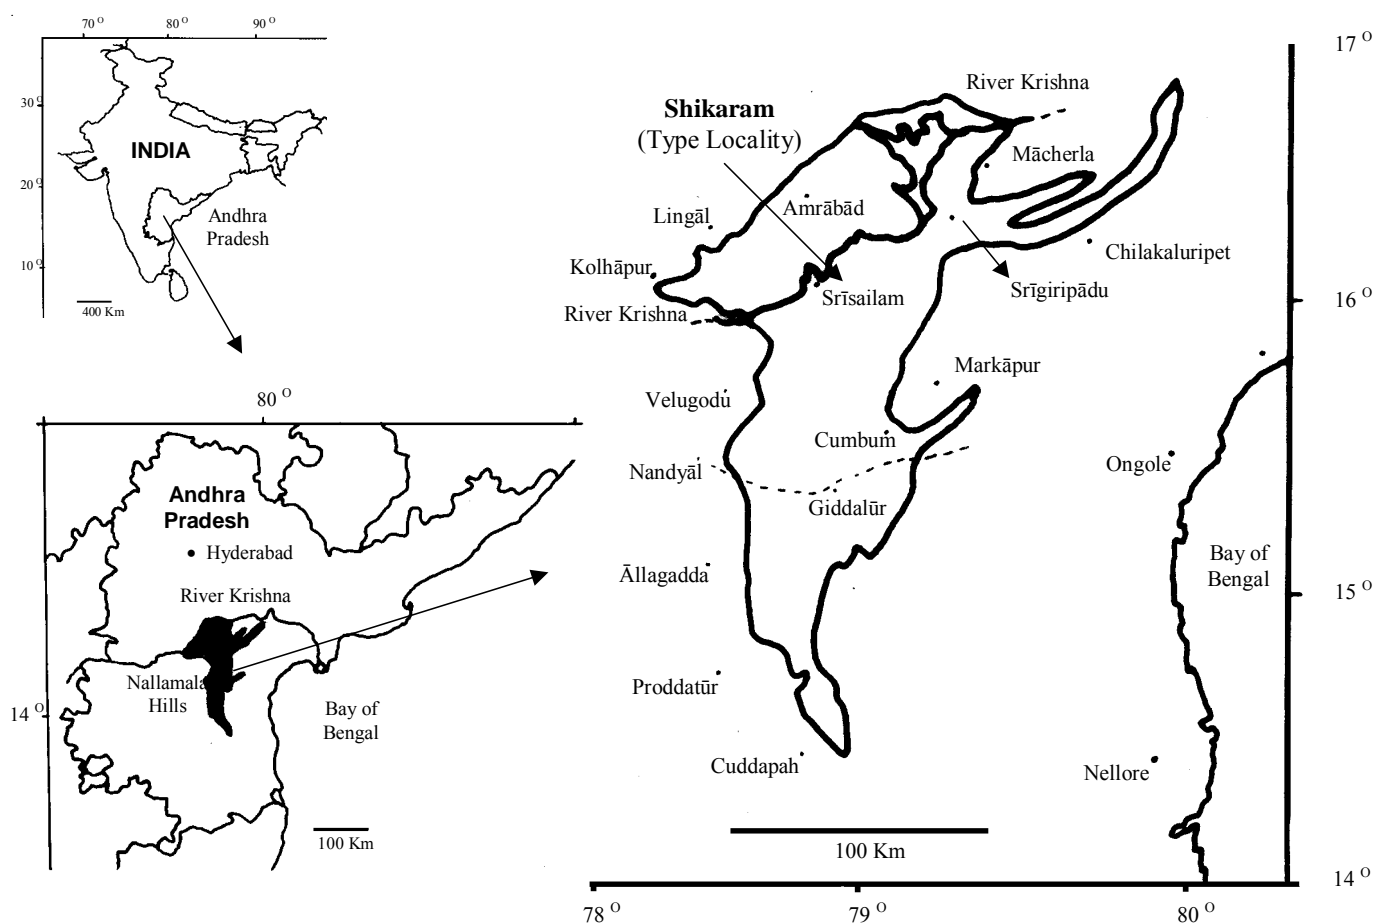 70 O
80 O
90 O
30 O
20 O
10 O
INDIA
Andhra
Pradesh
400 Km
80 O
14 O
Andhra
Pradesh
Hyderabad
River Krishna
Nallamala
Hills
Bay of
Bengal
100 Km
17 O
River Krishna
Shikaram
(Type Locality)
Mācherla
Amrābād
Lingāl
Chilakaluripet
Kolhāpur
Srīsailam
Srīgiripādu
16 O
River Krishna
Markāpur
Velugodu
Cumbum
Nandyāl
Ongole
Giddalūr
Bay of
Bengal
Āllagadda
15 O
Proddatūr
Cuddapah
Nellore
100 Km
14 O
78 O
79 O
80 O